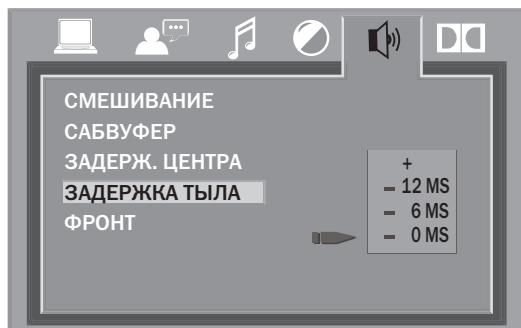 СМЕШИВАНИЕ
САБВУФЕР
ЗАДЕРЖ. ЦЕНТРА
ЗАДЕРЖКА ТЫЛА
ФРОНТ
+
– 12 MS
– 6 MS
– 0 MS